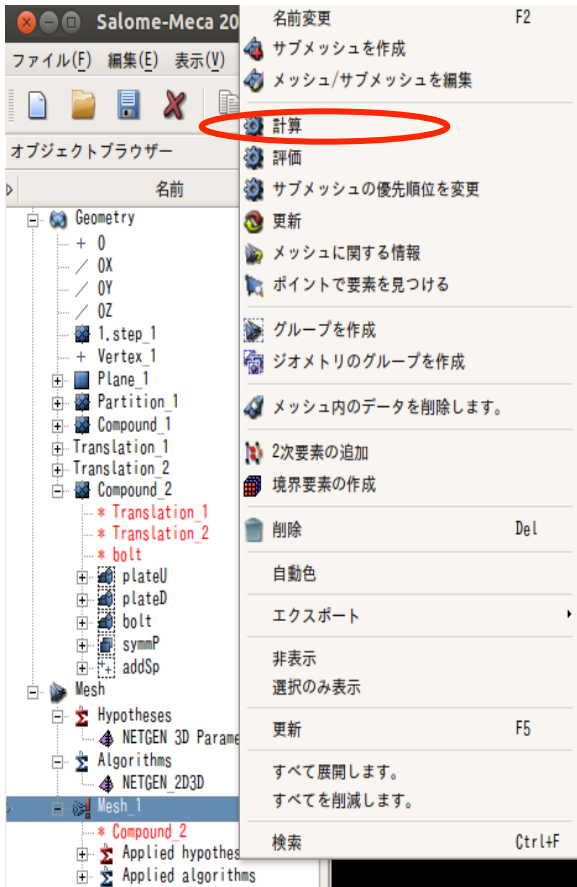 Salome-Meca 20
ファイル(F) 編集(E) 表示(V)
オブジェクトブラウザー
名前
Geometry
O
OX
OY
OZ
1.step_1
Vertex_1
Plane_1
Partition_1
Compound_1
Translation_1
Translation_2
Compound_2
* Translation_1
* Translation_2
* bolt
plateU
plateD
bolt
symmP
addSp
Mesh
Hypotheses
NETGEN 3D Parame
Algorithms
NETGEN_2D3D
Mesh_1
* Compound_2
Applied hypothes
Applied algorithms
名前変更 F2
サブメッシュを作成
メッシュ/サブメッシュを編集
計算
評価
サブメッシュの優先順位を変更
更新
メッシュに関する情報
ポイントで要素を見つける
グループを作成
ジオメトリのグループを作成
メッシュ内のデータを削除します。
2次要素の追加
境界要素の作成
削除 Del
自動色
エクスポート
非表示
選択のみ表示
更新 F5
すべて展開します。
すべてを削減します。
検索 Ctrl+F